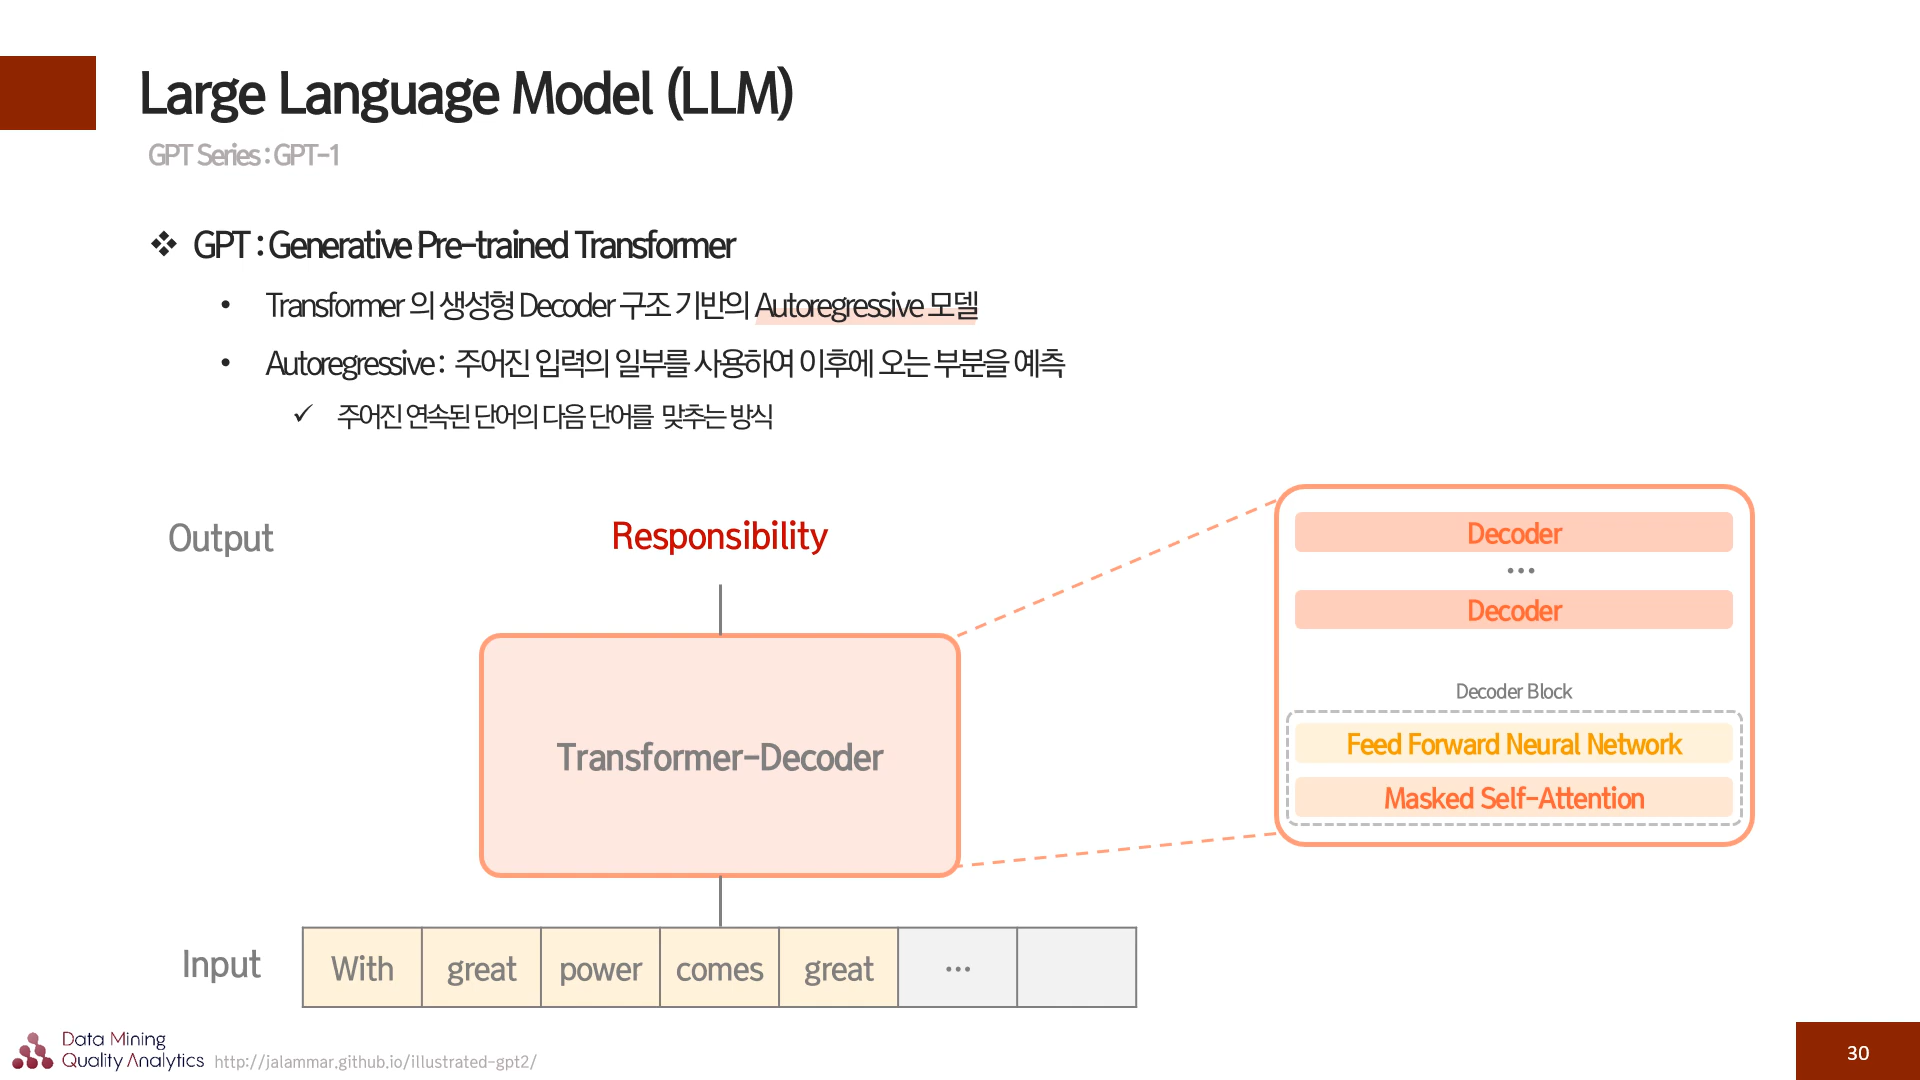 Large Language Model (LLM)
GPT Series : GPT-1
❖ GPT : Generative Pre-trained Transformer
• Transformer 의 생성형 Decoder 구조 기반의 Autoregressive 모델
• Autoregressive : 주어진 입력의 일부를 사용하여 이후에 오는 부분을 예측
✓ 주어진 연속된 단어의 다음 단어를 맞추는 방식
Output
Responsibility
Transformer-Decoder
Decoder
...
Decoder
Decoder Block
Feed Forward Neural Network
Masked Self-Attention
Input
With great power comes great ...
Data Mining
Quality Analytics
http://jalammar.github.io/illustrated-gpt2/
30